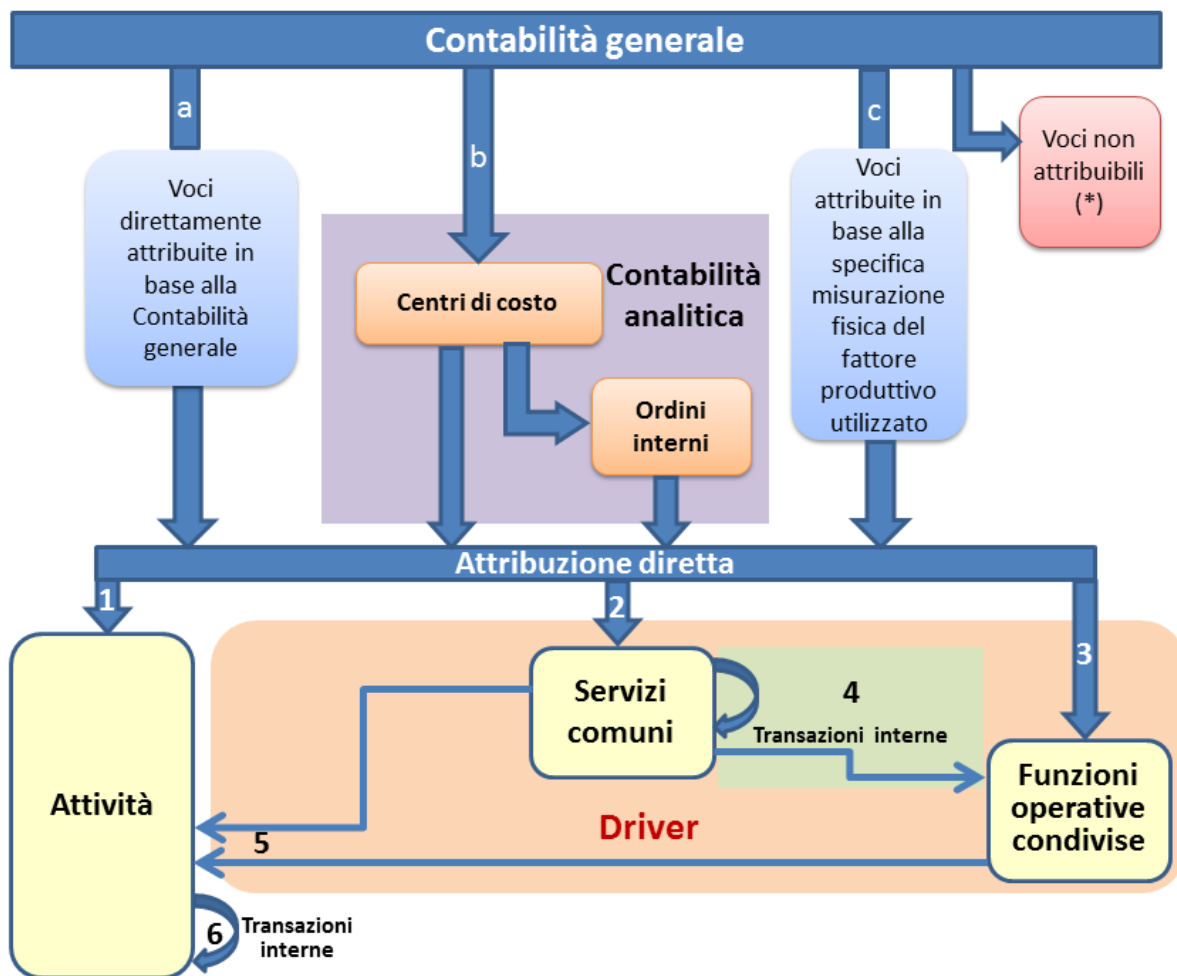 Contabilità generale
a
b
c
Voci
direttamente
attribuite in
base alla
Contabilità
generale
Centri di costo
Contabilità
analitica
Ordini
interni
Voci
attribuite in
base alla
specifica
misurazione
fisica del
fattore
produttivo
utilizzato
Voci non
attribuibili
(*)
Attribuzione diretta
1
2
3
Attività
Servizi
comuni
4
Transazioni interne
Funzioni
operative
condivise
Driver
5
6
Transazioni
interne